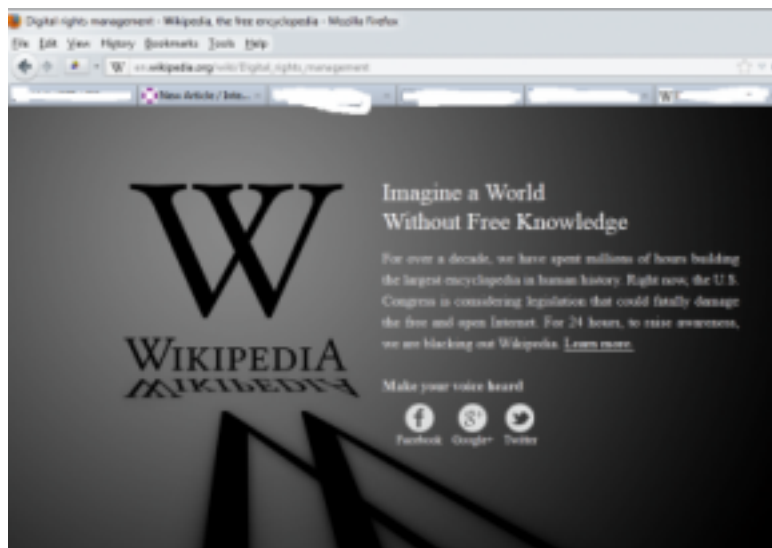 Digital rights management - Wikipedia, the free encyclopedia - Mozilla Firefox
File Edit View History Bookmarks Tools Help
W en.wikipedia.org/wiki/Digital_rights_management
New Article / Inte...
W
Imagine a World
Without Free Knowledge
For over a decade, we have spent millions of hours building
the largest encyclopedia in human history. Right now, the U.S.
Congress is considering legislation that could fatally damage
the free and open Internet. For 24 hours, to raise awareness,
we are blacking out Wikipedia. Learn more.
WIKIPEDIA
Make your voice heard
Facebook Google+ Twitter